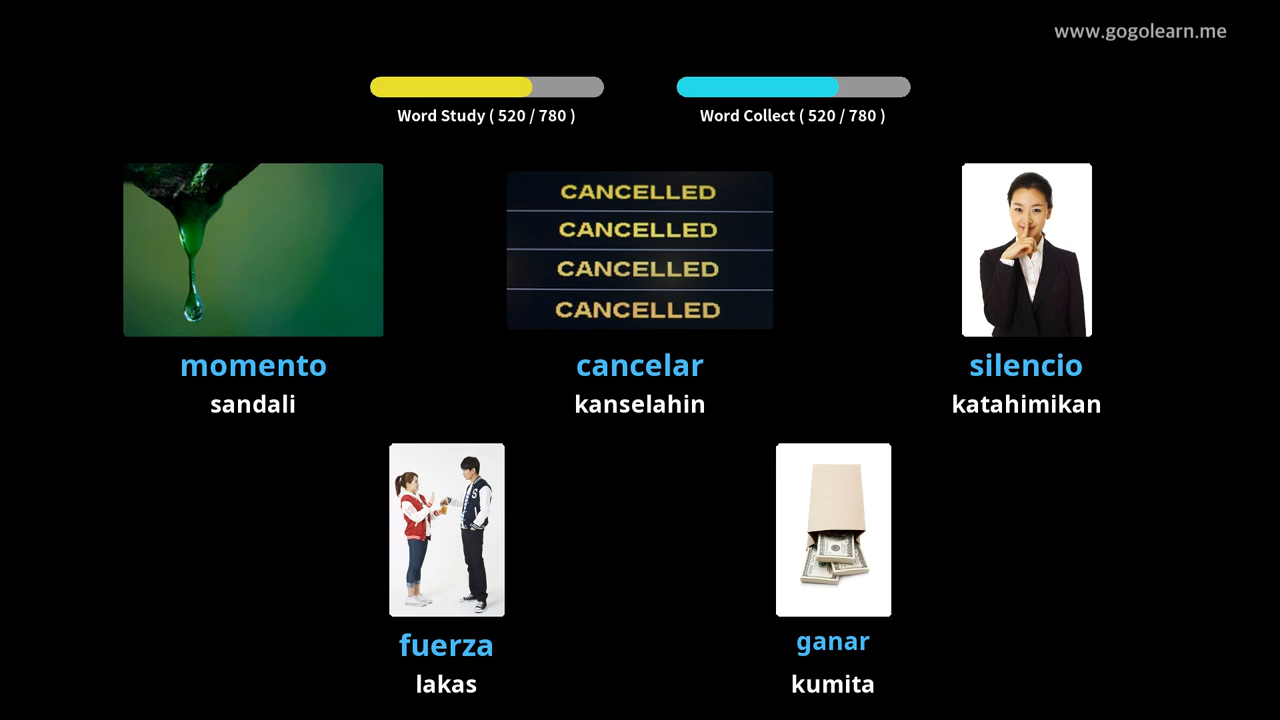 www.gogolearn.me
Word Study ( 520 / 780 )
Word Collect ( 520 / 780 )
CANCELLED
CANCELLED
CANCELLED
CANCELLED
momento
cancelar
silencio
sandali
kanselahin
katahimikan
fuerza
ganar
lakas
kumita